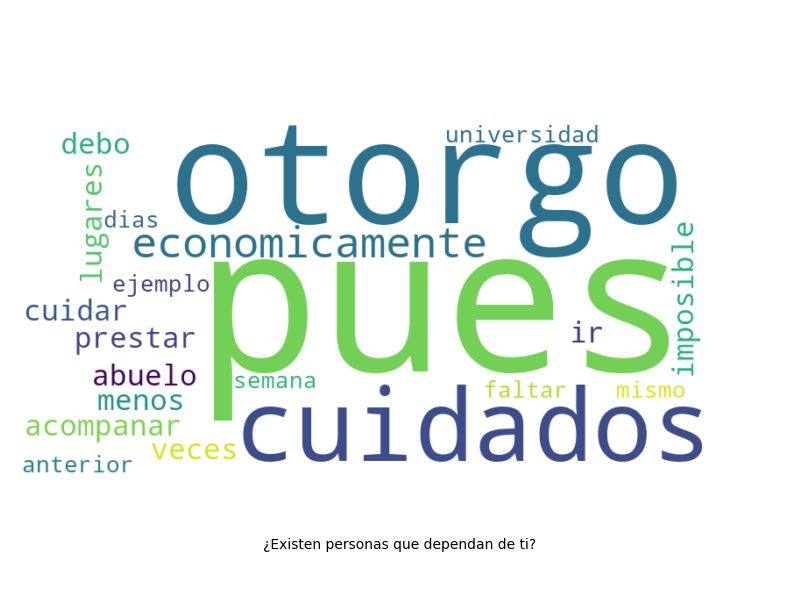 universidad
debo
otorgo
lugares
dias
economicamente
imposible
ejemplo
pues
cuidar
prestar
ir
abuelo
semana
menos
faltar
mismo
cuidados
acompanar
veces
anterior
¿Existen personas que dependan de ti?